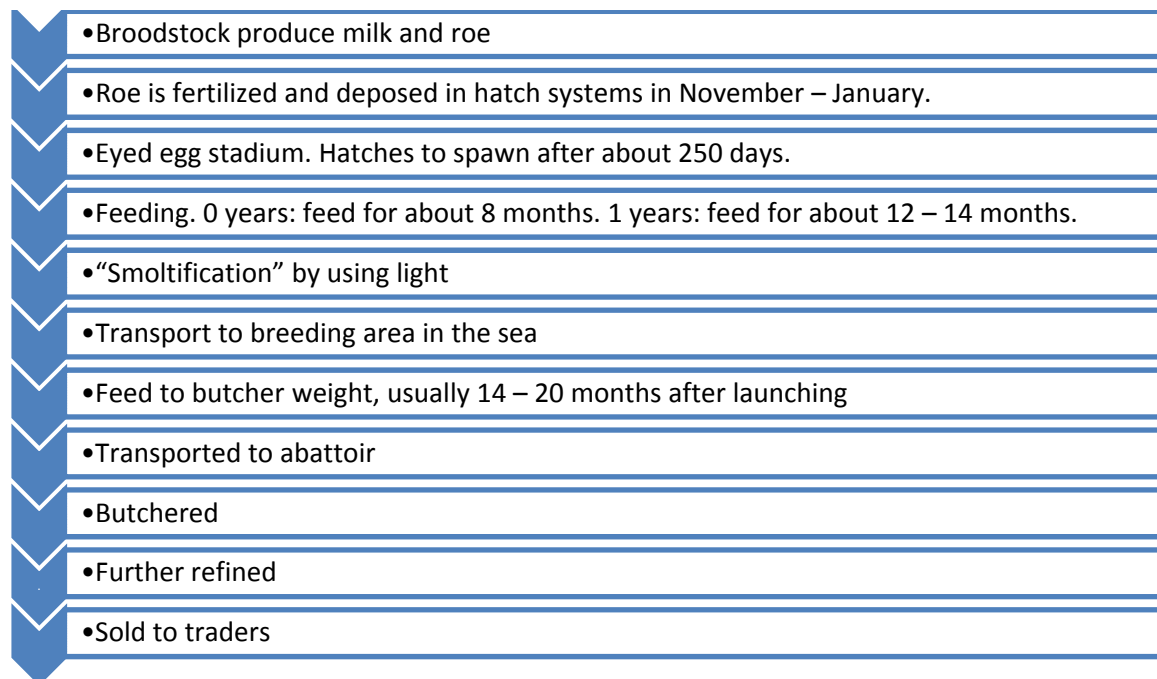 •Broodstock produce milk and roe
•Roe is fertilized and deposed in hatch systems in November – January.
•Eyed egg stadium. Hatches to spawn after about 250 days.
•Feeding. 0 years: feed for about 8 months. 1 years: feed for about 12 – 14 months.
•“Smoltification” by using light
•Transport to breeding area in the sea
•Feed to butcher weight, usually 14 – 20 months after launching
•Transported to abattoir
•Butchered
•Further refined
•Sold to traders